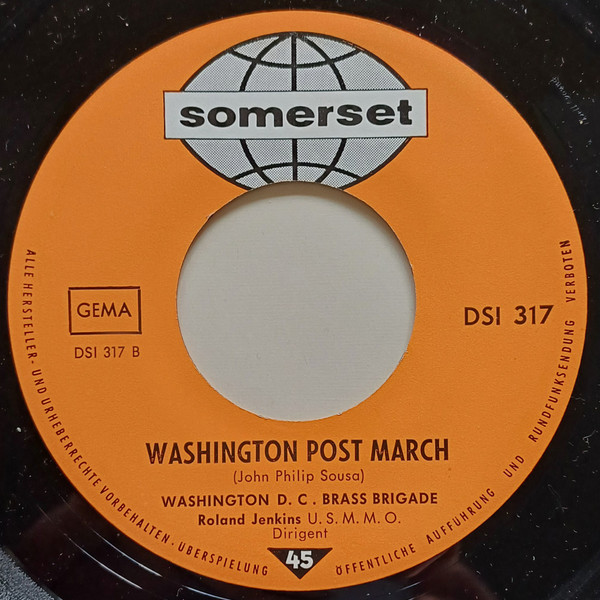 somerset
GEMA
DSI 317 B
DSI 317
WASHINGTON POST MARCH
(John Philip Sousa)
WASHINGTON D. C. BRASS BRIGADE
Roland Jenkins U. S. M. M. O.
Dirigent
45
ALLE HERSTELLER- UND URHEBERRECHTE VORBEHALTEN · ÜBERSPIELUNG ÖFFENTLICHE AUFFÜHRUNG UND RUNDFUNKSENDUNG VERBOTEN